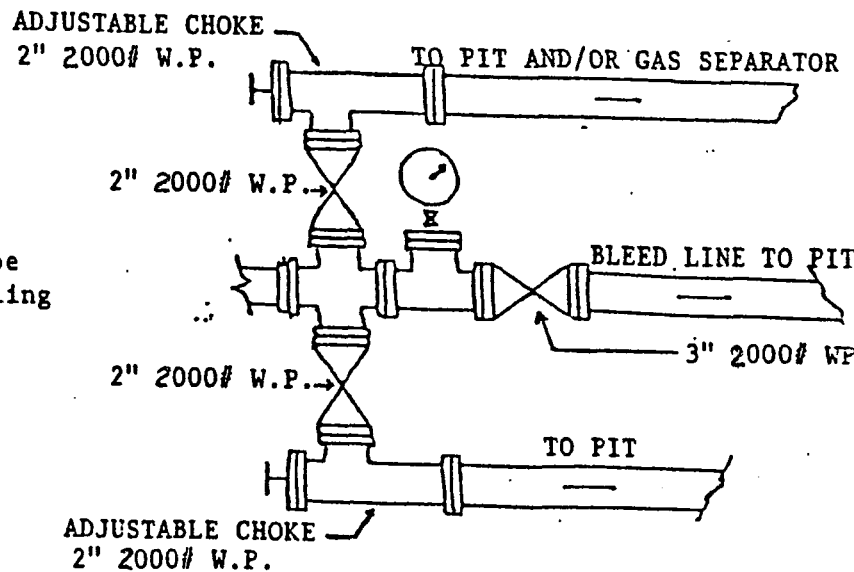 ADJUSTABLE CHOKE
2" 2000# W.P.
TO PIT AND/OR GAS SEPARATOR
2" 2000# W.P.
BLEED LINE TO PIT
3" 2000# WP
2" 2000# W.P.
TO PIT
ADJUSTABLE CHOKE
2" 2000# W.P.